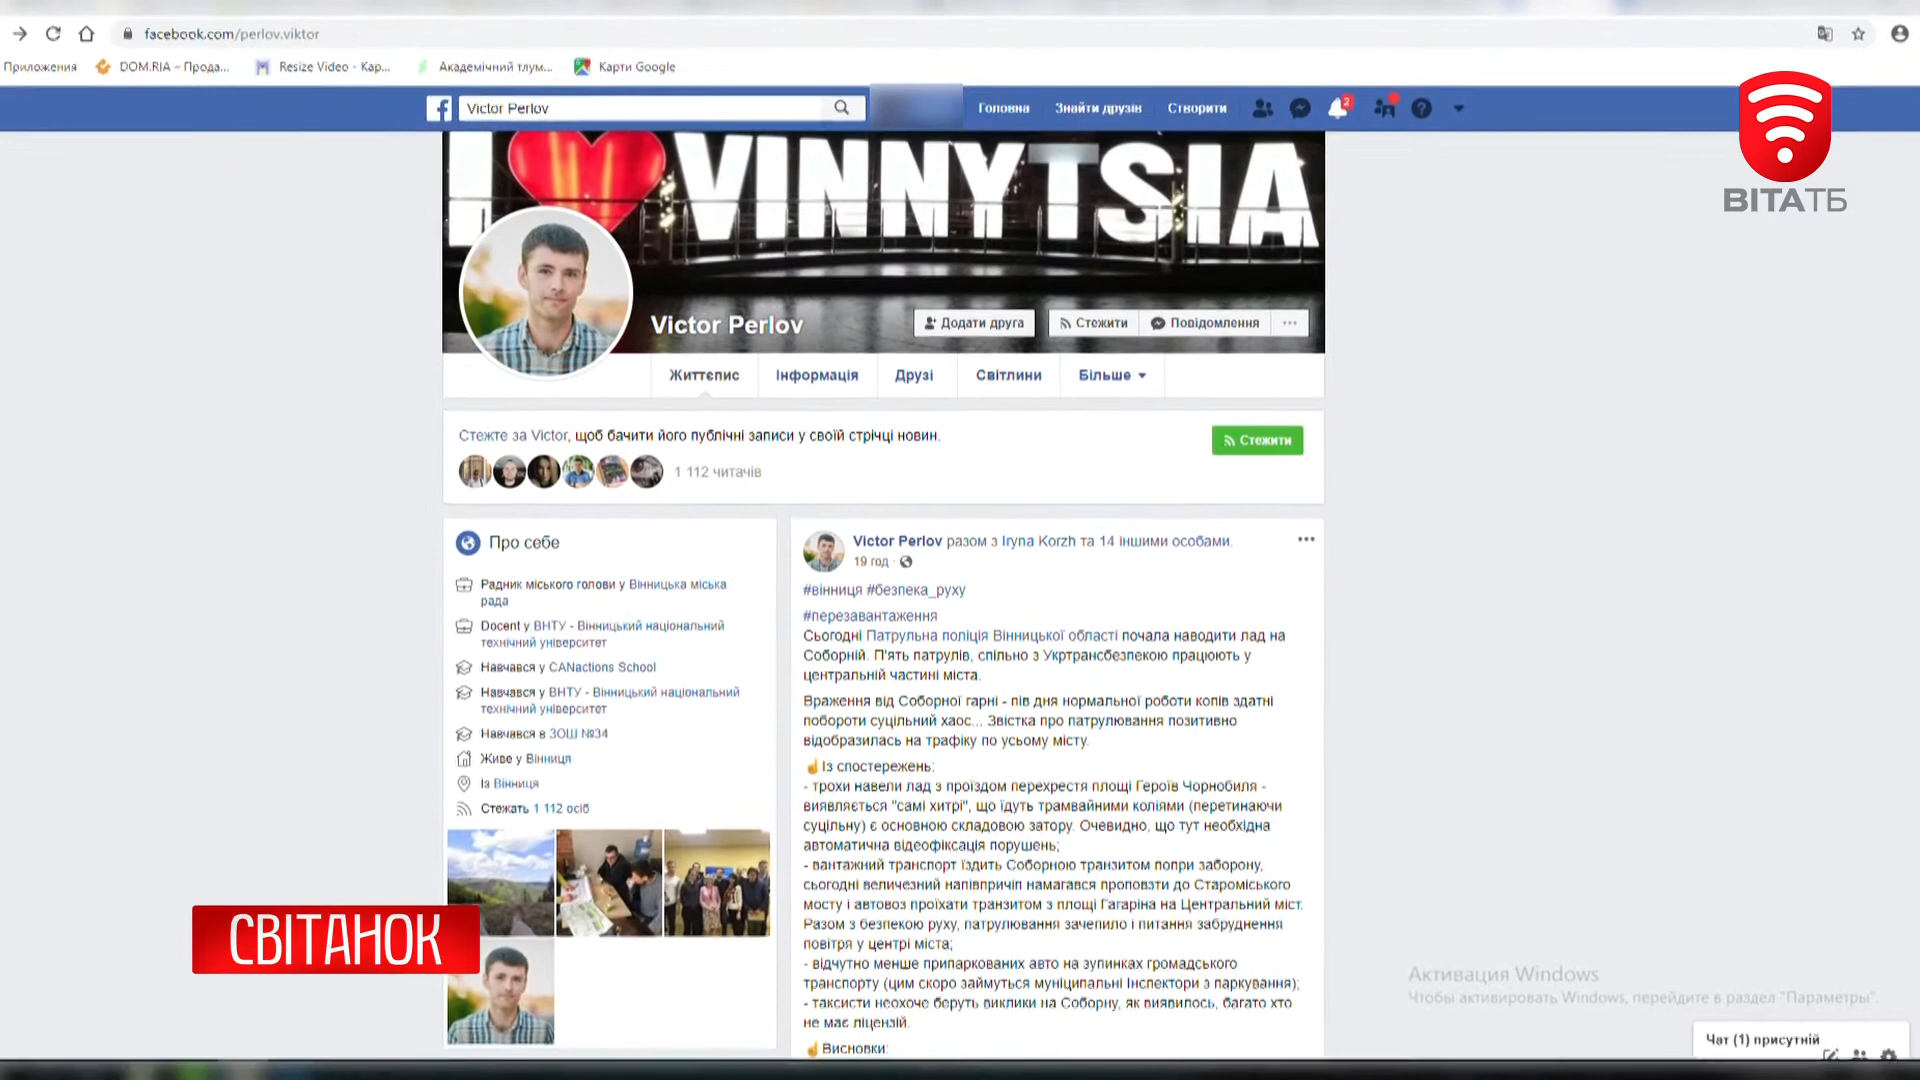 facebook.com/perlov.viktor
Приложения DOM.RIA – Прода... Resize Video - Кар... Академічний тлум... Карти Google
Victor Perlov Головна Знайти друзів Створити 2
I VINNYTSIA
ВІТАТБ
Victor Perlov Додати друга Стежити Повідомлення
Життєпис Інформація Друзі Світлини Більше
Стежте за Victor, щоб бачити його публічні записи у своїй стрічці новин.
Стежити
1 112 читачів
Про себе
Радник міського голови у Вінницька міська
рада
Docent у ВНТУ - Вінницький національний
технічний університет
Навчався у CANactions School
Навчався у ВНТУ - Вінницький національний
технічний університет
Навчався в ЗОШ №34
Живе у Вінниця
Із Вінниця
Стежать 1 112 осіб
Victor Perlov разом з Iryna Korzh та 14 іншими особами.
19 год ·
#вінниця #безпека_руху
#перезавантаження
Сьогодні Патрульна поліція Вінницької області почала наводити лад на
Соборній. П'ять патрулів, спільно з Укртрансбезпекою працюють у
центральній частині міста.
Враження від Соборної гарні - пів дня нормальної роботи копів здатні
побороти суцільний хаос... Звістка про патрулювання позитивно
відобразилась на трафіку по усьому місту.
☝Із спостережень:
- трохи навели лад з проїздом перехрестя площі Героїв Чорнобиля -
виявляється "самі хитрі", що їдуть трамвайними коліями (перетинаючи
суцільну) є основною складовою затору. Очевидно, що тут необхідна
автоматична відеофіксація порушень;
- вантажний транспорт їздить Соборною транзитом попри заборону,
сьогодні величезний напівпричіп намагався проповзти до Староміського
мосту і автовоз проїхати транзитом з площі Гагаріна на Центральний міст.
Разом з безпекою руху, патрулювання зачепило і питання забруднення
повітря у центрі міста;
- відчутно менше припаркованих авто на зупинках громадського
транспорту (цим скоро займуться муніципальні Інспектори з паркування);
- таксисти неохоче беруть виклики на Соборну, як виявилось, багато хто
не має ліцензій.
☝Висновки:
СВІТАНОК
Активация Windows
Чтобы активировать Windows, перейдите в раздел "Параметры".
Чат (1) присутній